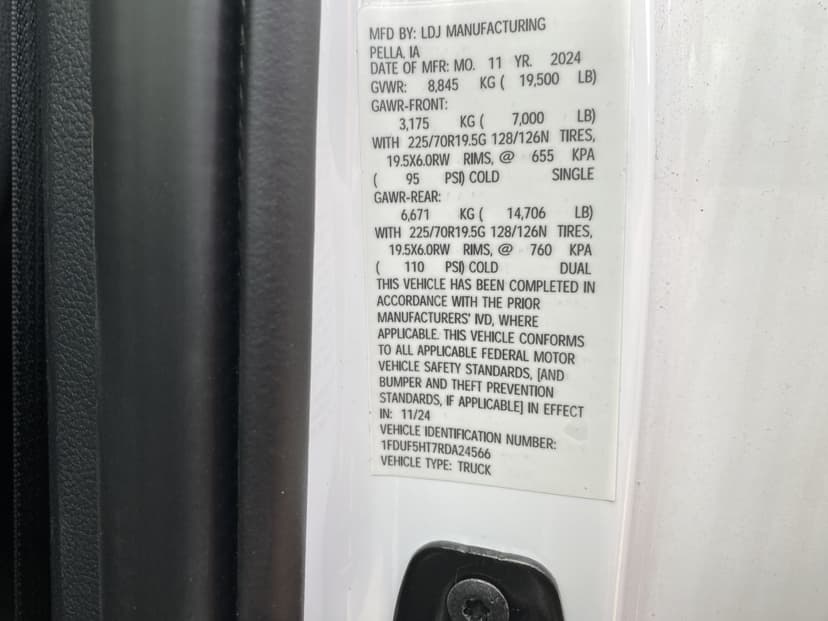 MFD BY: LDJ MANUFACTURING
PELLA, IA
DATE OF MFR: MO. 11 YR. 2024
GVWR: 8,845 KG ( 19,500 LB)
GAWR-FRONT:
3,175 KG ( 7,000 LB)
WITH 225/70R19.5G 128/126N TIRES,
19.5X6.0RW RIMS, @ 655 KPA
( 95 PSI) COLD SINGLE
GAWR-REAR:
6,671 KG ( 14,706 LB)
WITH 225/70R19.5G 128/126N TIRES,
19.5X6.0RW RIMS, @ 760 KPA
( 110 PSI) COLD DUAL
THIS VEHICLE HAS BEEN COMPLETED IN
ACCORDANCE WITH THE PRIOR
MANUFACTURERS' IVD, WHERE
APPLICABLE. THIS VEHICLE CONFORMS
TO ALL APPLICABLE FEDERAL MOTOR
VEHICLE SAFETY STANDARDS, [AND
BUMPER AND THEFT PREVENTION
STANDARDS, IF APPLICABLE] IN EFFECT
IN: 11/24
VEHICLE IDENTIFICATION NUMBER:
1FDUF5HT7RDA24566
VEHICLE TYPE: TRUCK